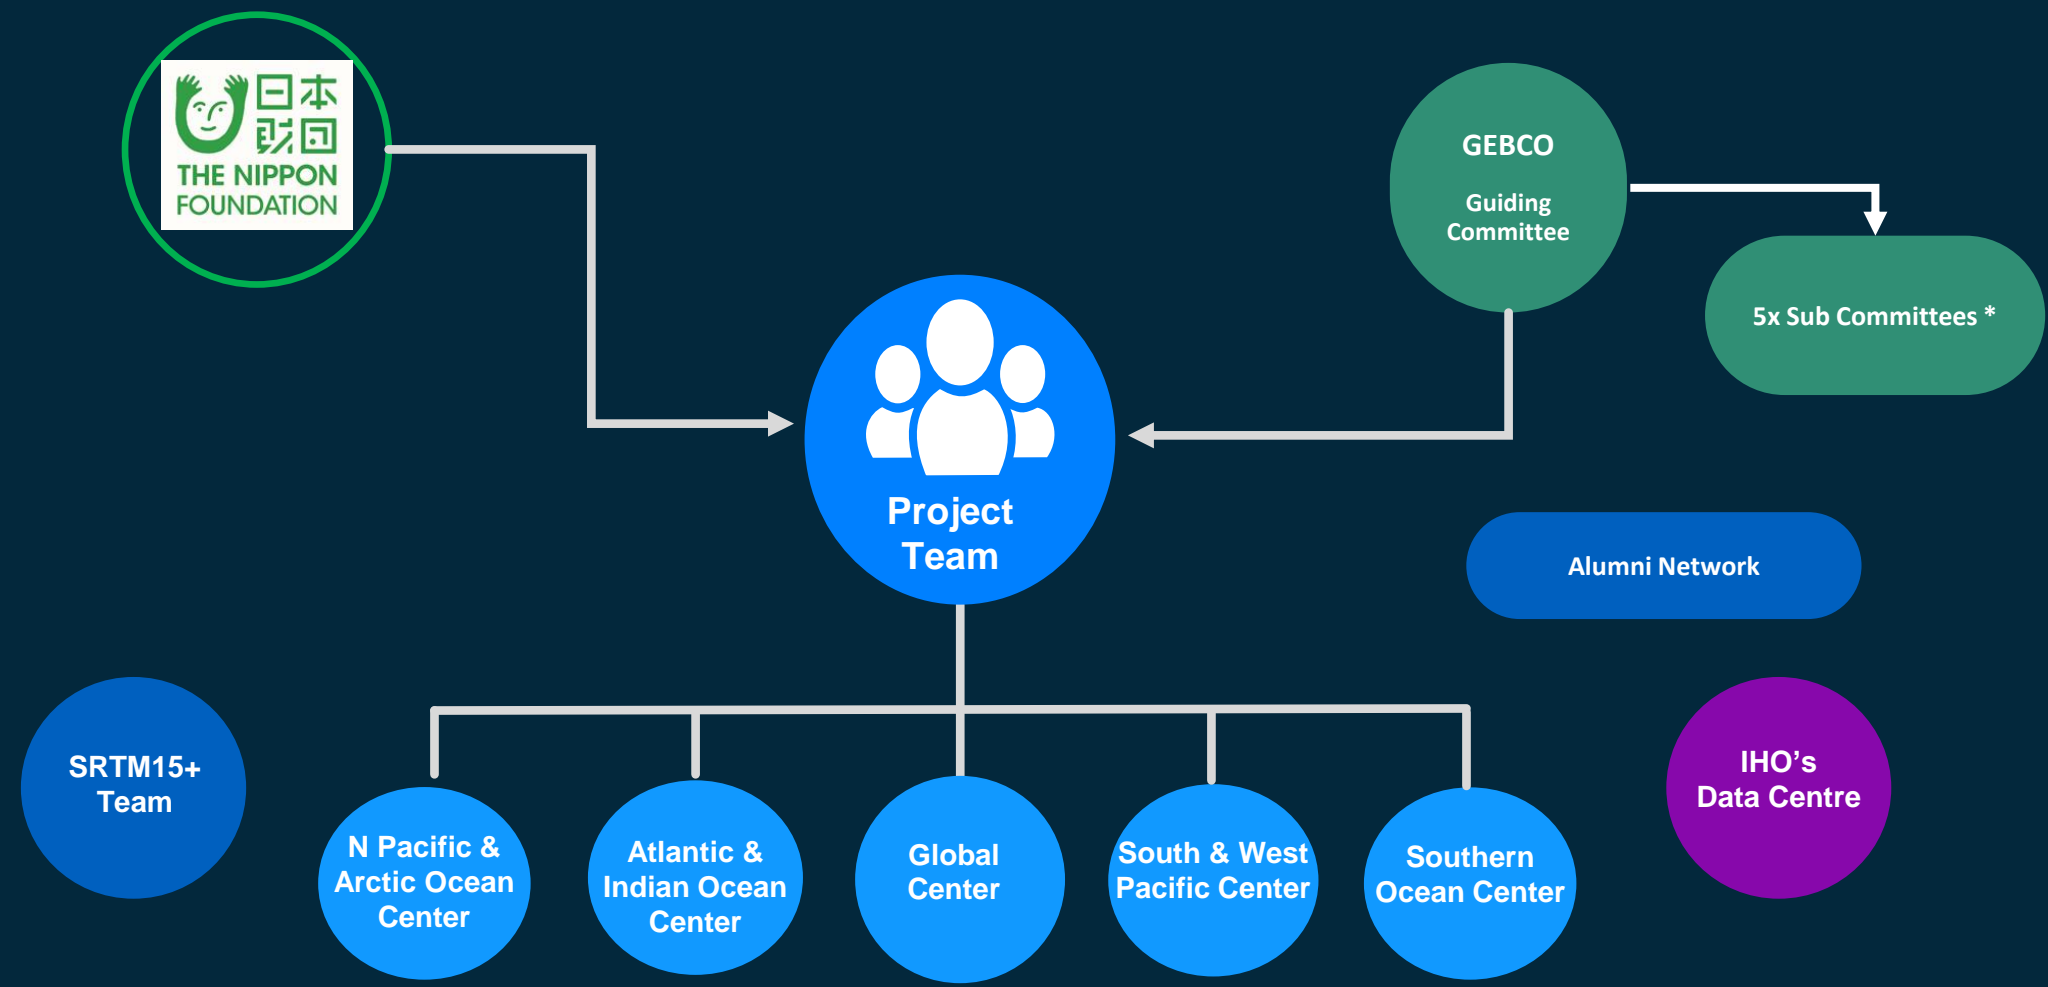 日本
財団
THE NIPPON
FOUNDATION
GEBCO
Guiding
Committee
5x Sub Committees *
Project
Team
Alumni Network
SRTM15+
Team
N Pacific &
Arctic Ocean
Center
Atlantic &
Indian Ocean
Center
Global
Center
South & West
Pacific Center
Southern
Ocean Center
IHO’s
Data Centre